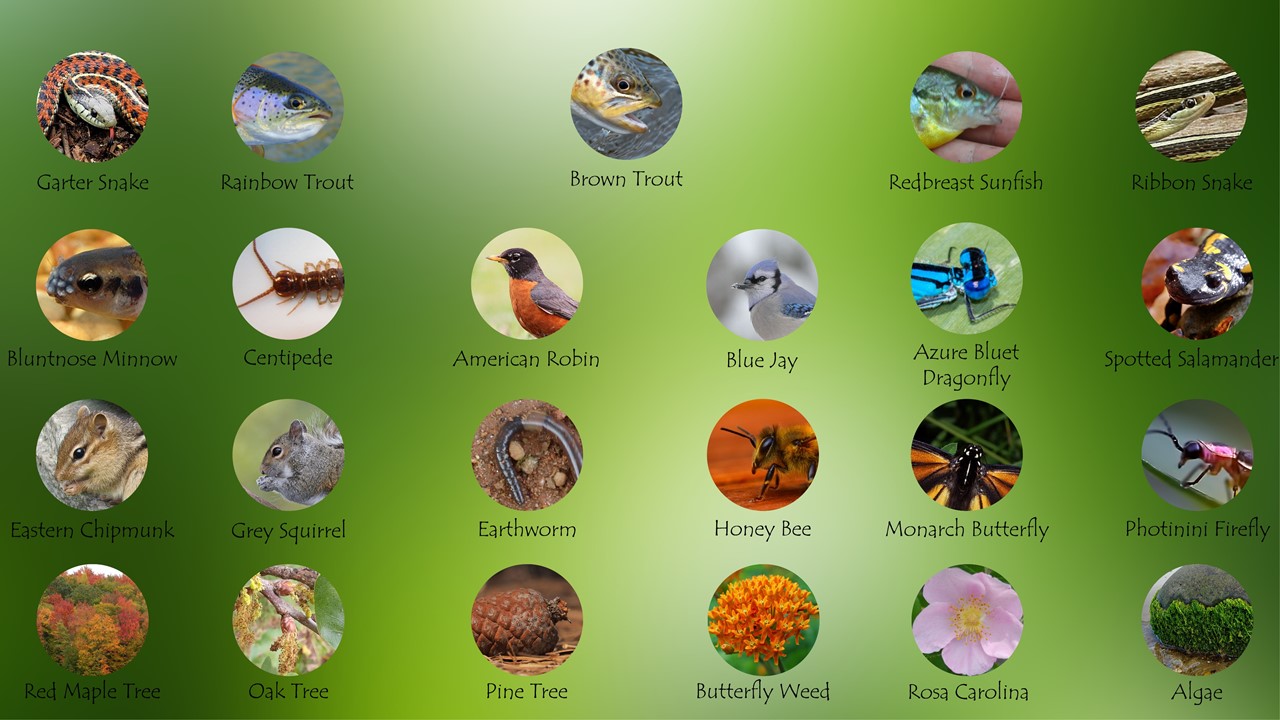 Garter Snake
Rainbow Trout
Brown Trout
Redbreast Sunfish
Ribbon Snake
Bluntnose Minnow
Centipede
American Robin
Blue Jay
Azure Bluet
Dragonfly
Spotted Salamander
Eastern Chipmunk
Grey Squirrel
Earthworm
Honey Bee
Monarch Butterfly
Photinini Firefly
Red Maple Tree
Oak Tree
Pine Tree
Butterfly Weed
Rosa Carolina
Algae